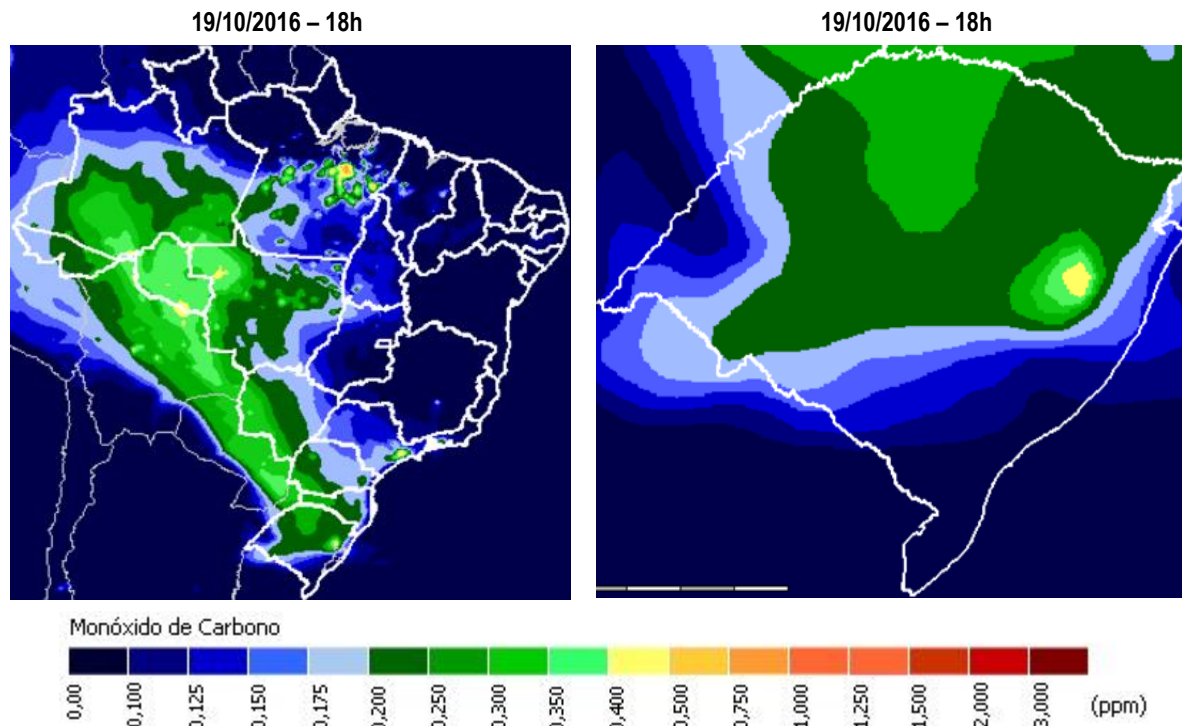 19/10/2016 – 18h
19/10/2016 – 18h
Monóxido de Carbono
0,00 0,100 0,125 0,150 0,175 0,200 0,250 0,300 0,350 0,400 0,500 0,750 1,000 1,250 1,500 2,000 3,000 (ppm)